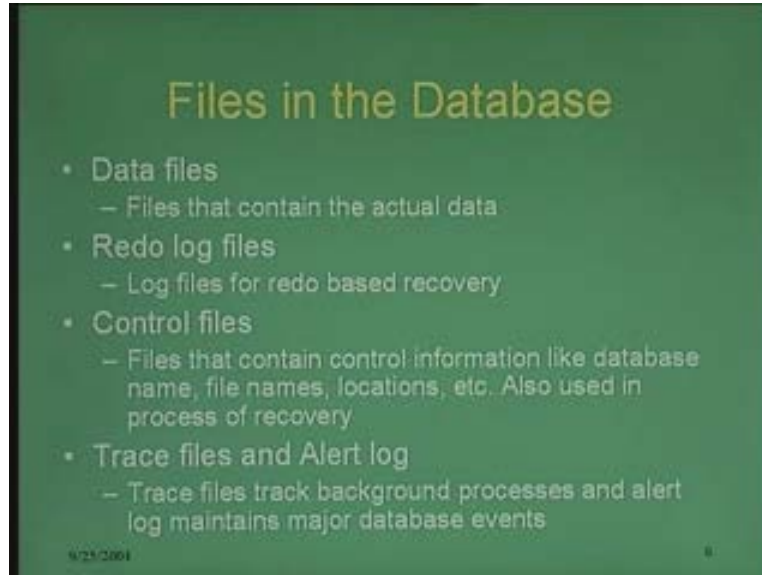 Files in the Database
• Data files
– Files that contain the actual data
• Redo log files
– Log files for redo based recovery
• Control files
– Files that contain control information like database
name, file names, locations, etc. Also used in
process of recovery
• Trace files and Alert log
– Trace files track background processes and alert
log maintains major database events
9/25/2001